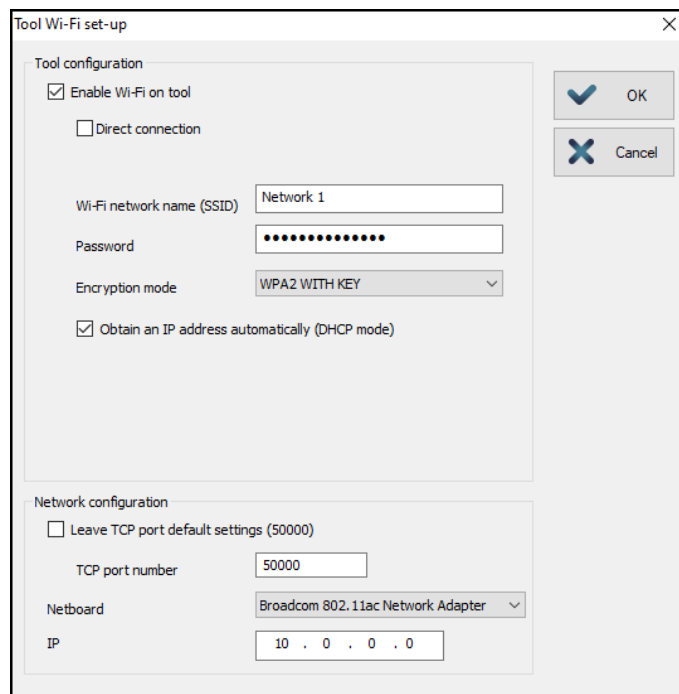 Tool Wi-Fi set-up
Tool configuration
Enable Wi-Fi on tool
OK
Direct connection
Cancel
Wi-Fi network name (SSID) Network 1
Password ••••••••••••••
Encryption mode WPA2 WITH KEY
Obtain an IP address automatically (DHCP mode)
Network configuration
Leave TCP port default settings (50000)
TCP port number 50000
Netboard Broadcom 802.11ac Network Adapter
IP 10 . 0 . 0 . 0